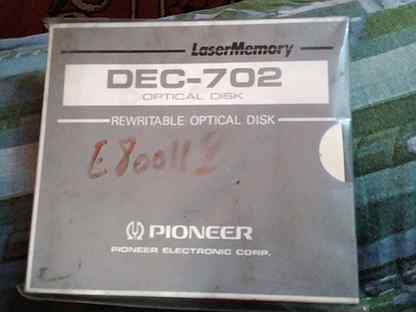 LaserMemory
DEC-702
OPTICAL DISK
REWRITABLE OPTICAL DISK
PIONEER
PIONEER ELECTRONIC CORP.